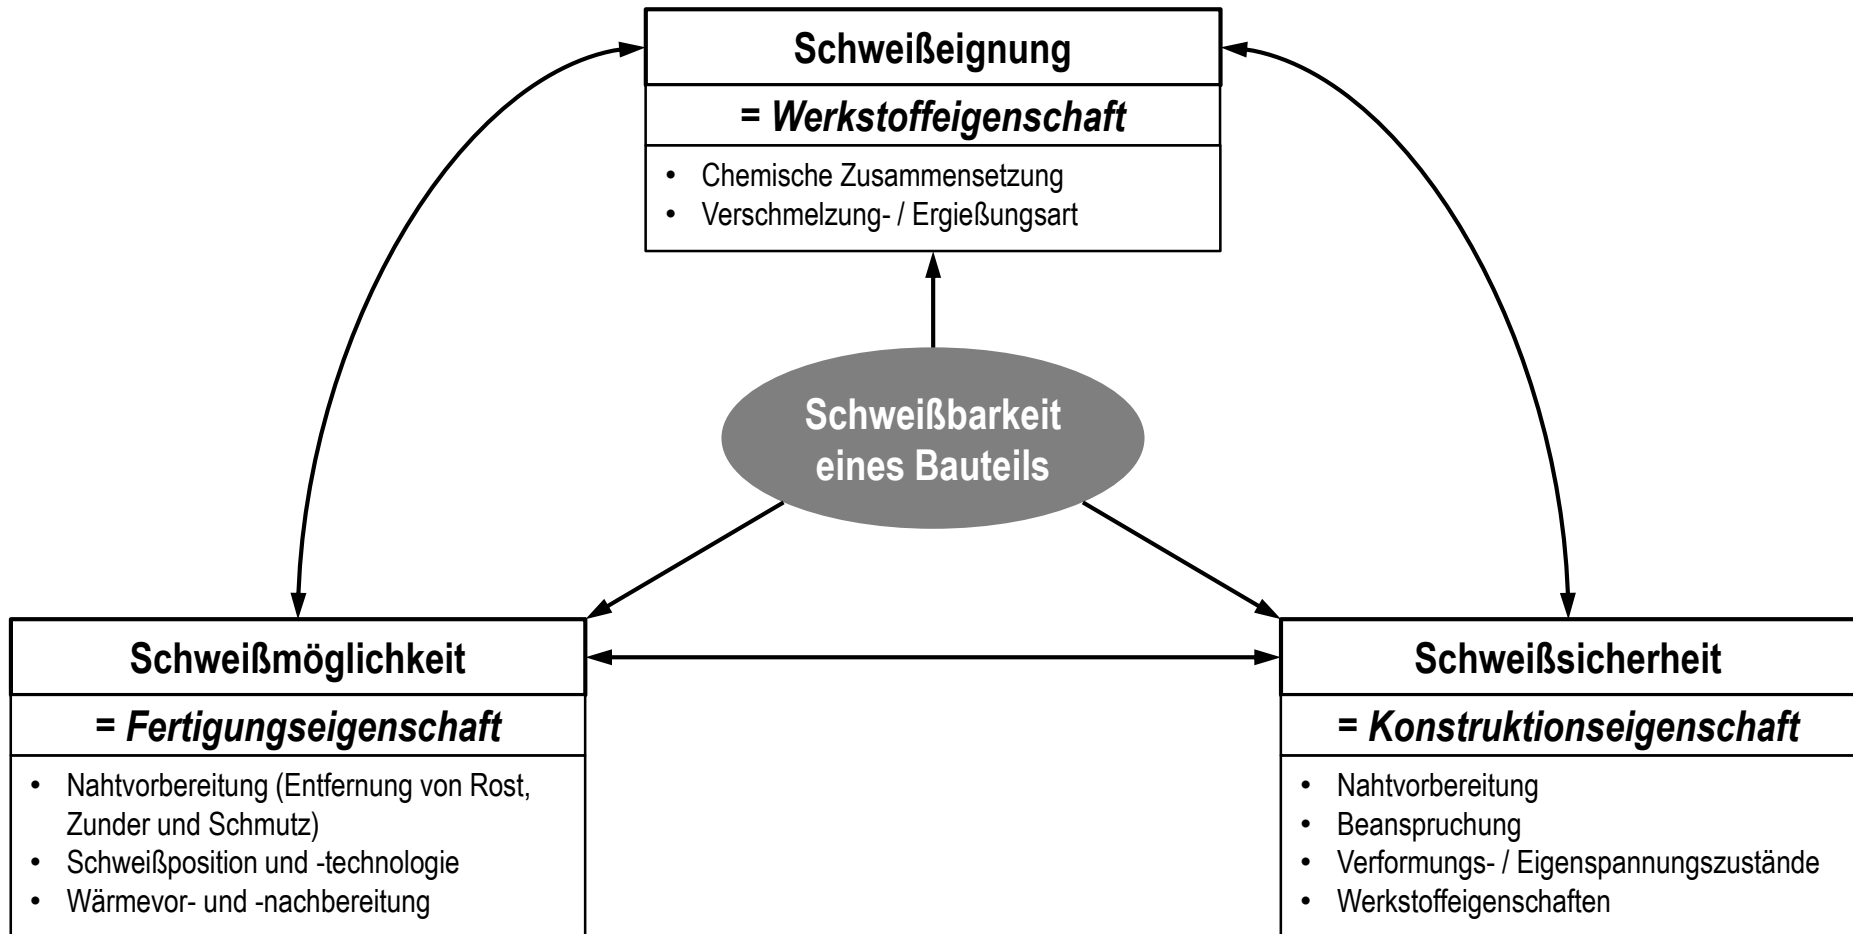 Schweißeignung
= Werkstoffeigenschaft
• Chemische Zusammensetzung
• Verschmelzung- / Ergießungsart
Schweißbarkeit
eines Bauteils
Schweißmöglichkeit
= Fertigungseigenschaft
• Nahtvorbereitung (Entfernung von Rost,
Zunder und Schmutz)
• Schweißposition und -technologie
• Wärmevor- und -nachbereitung
Schweißsicherheit
= Konstruktionseigenschaft
• Nahtvorbereitung
• Beanspruchung
• Verformungs- / Eigenspannungszustände
• Werkstoffeigenschaften